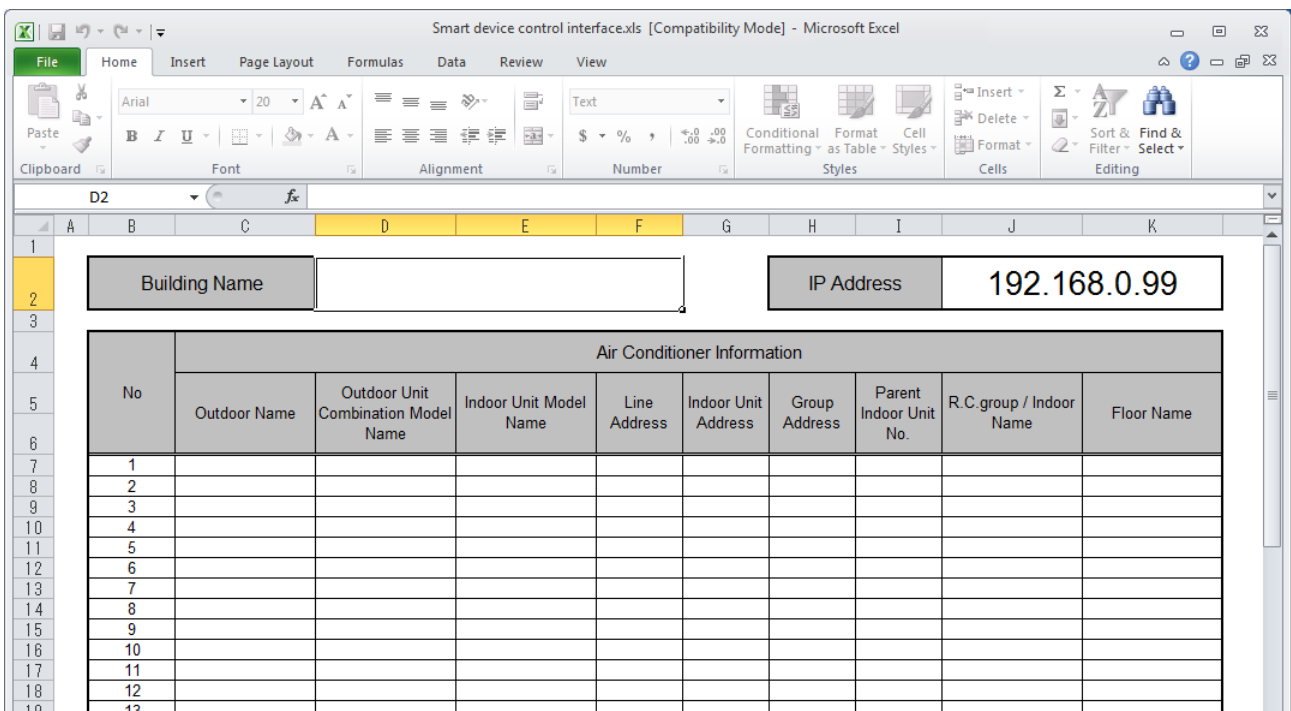 Smart device control interface.xls [Compatibility Mode] - Microsoft Excel
File Home Insert Page Layout Formulas Data Review View
Arial 20 Text Insert Σ
Delete
Paste B I U A $ % , Conditional Format Cell Format Sort & Find &
Formatting as Table Styles Filter Select
Clipboard Font Alignment Number Styles Cells Editing
D2 fx
A B C D E F G H I J K
1
2 Building Name IP Address 192.168.0.99
3
4 Air Conditioner Information
5 No Outdoor Name Outdoor Unit Combination Model Name Indoor Unit Model Name Line Address Indoor Unit Address Group Address Parent Indoor Unit No. R.C.group / Indoor Name Floor Name
6
7 1
8 2
9 3
10 4
11 5
12 6
13 7
14 8
15 9
16 10
17 11
18 12
19 13